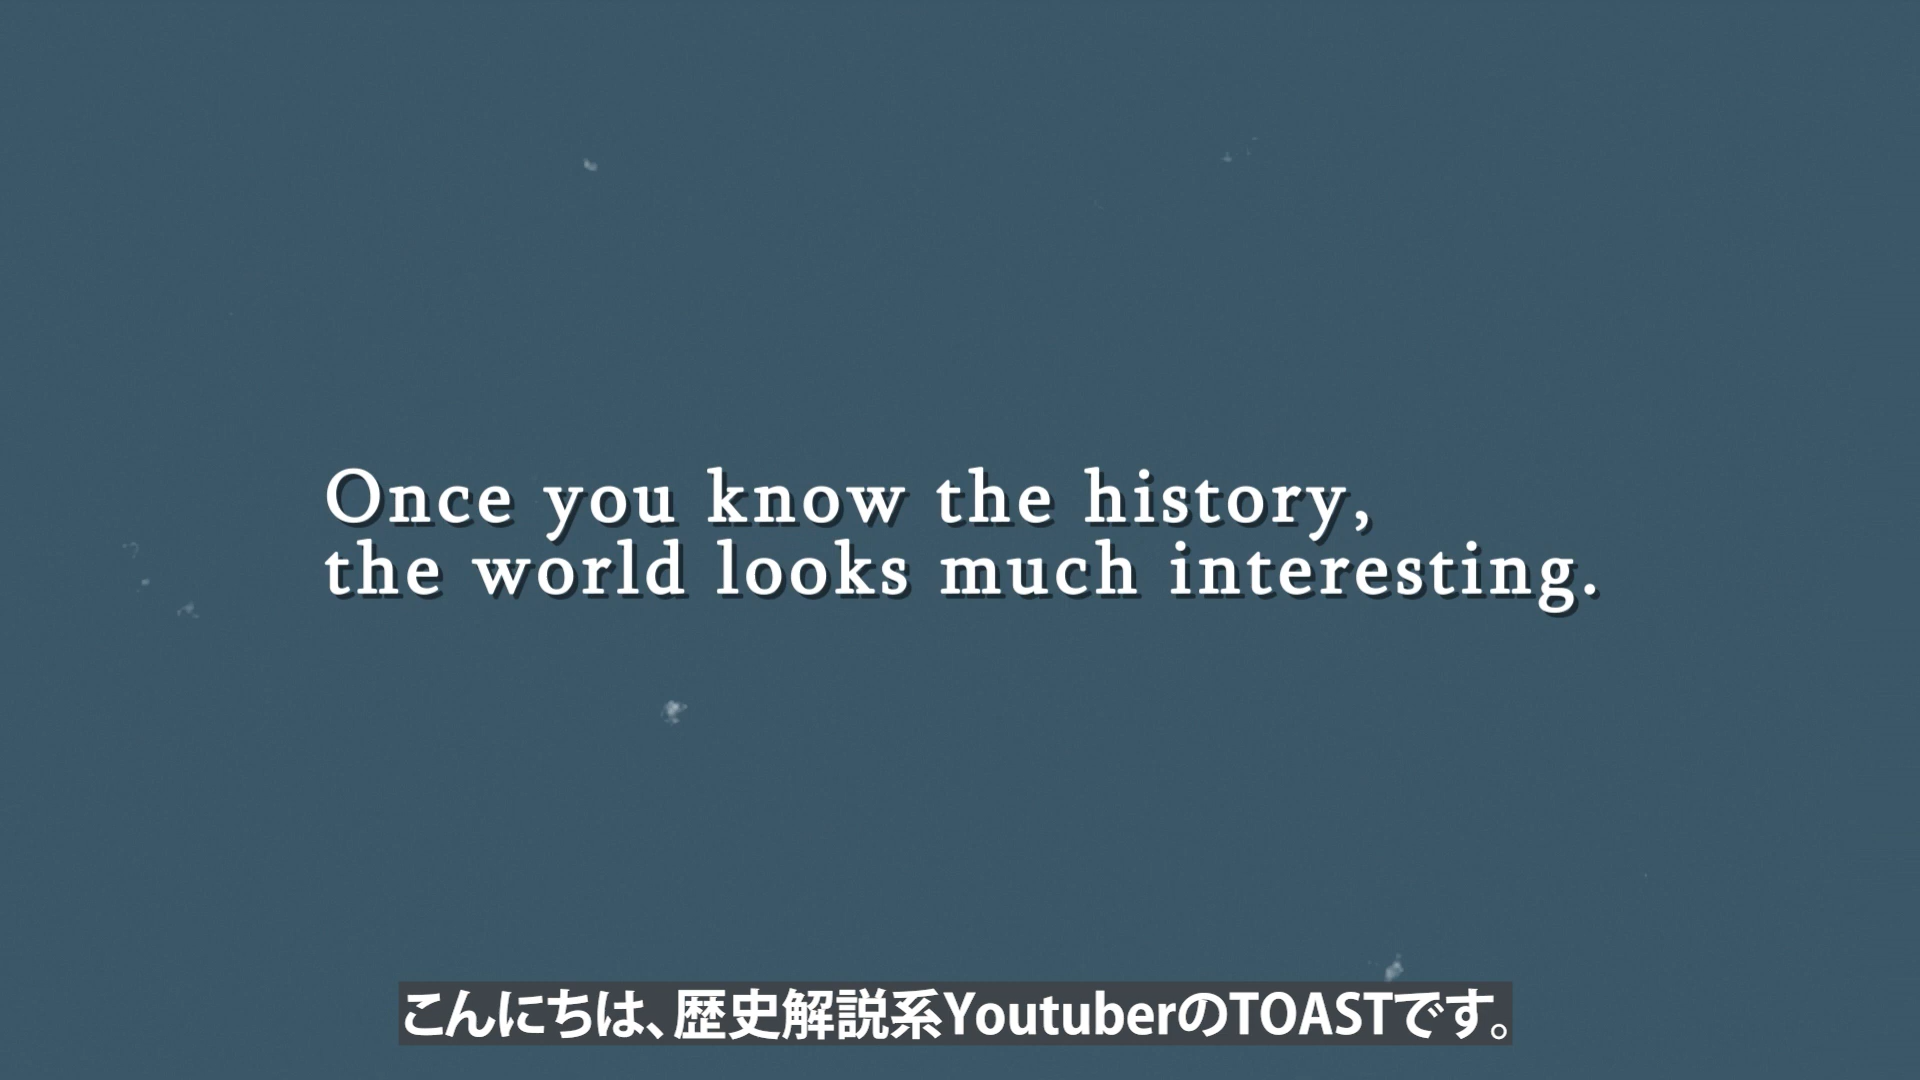 Once you know the history,
the world looks much interesting.
こんにちは、歴史解説系YoutuberのTOASTです。